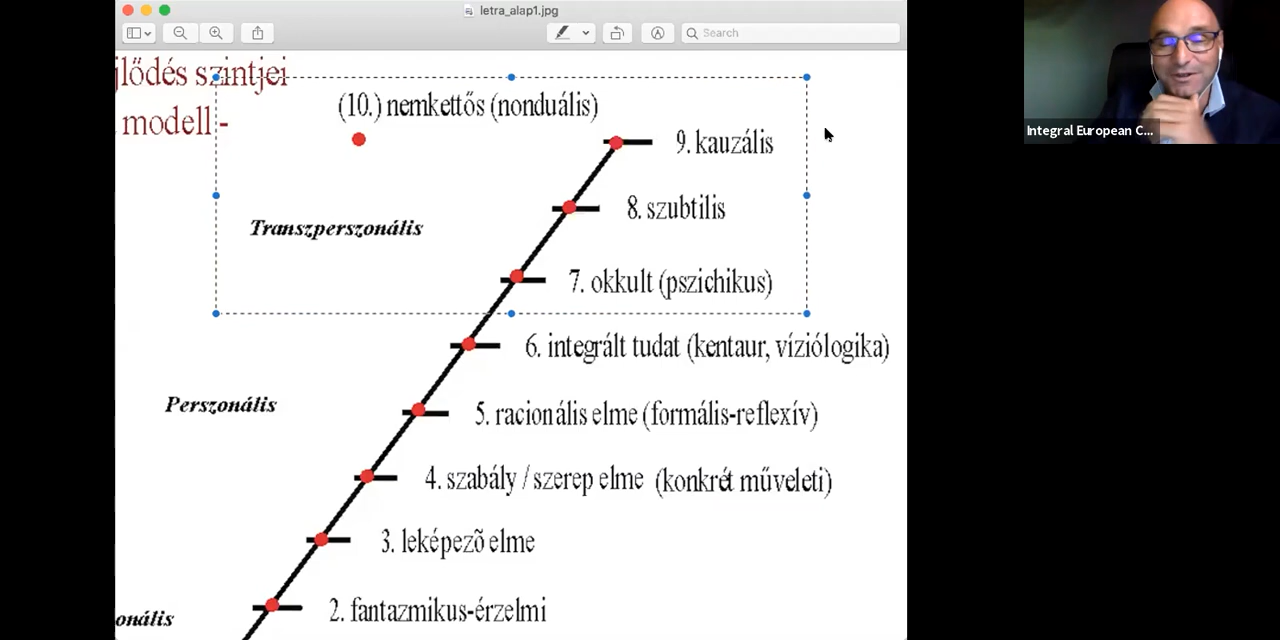 letra_alap1.jpg
Search
jlődés szintjei
modell -
(10.) nemkettős (nonduális)
9. kauzális
8. szubtilis
Transzperszonális
7. okkult (pszichikus)
6. integrált tudat (kentaur, víziólogika)
Perszonális
5. racionális elme (formális-reflexív)
4. szabály / szerep elme (konkrét műveleti)
3. leképezõ elme
2. fantazmikus-érzelmi
onális
Integral European C...